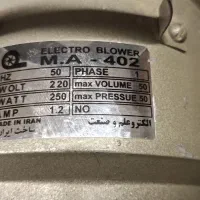 ELECTRO BLOWER
M.A - 402
HZ 50 PHASE 1
WOLT 220 max VOLUME 50
WATT 250 max PRESSUE 50
AMP 1.2 NO
MADE IN IRAN
ساخت ایران
الکتروعلم و صنعت